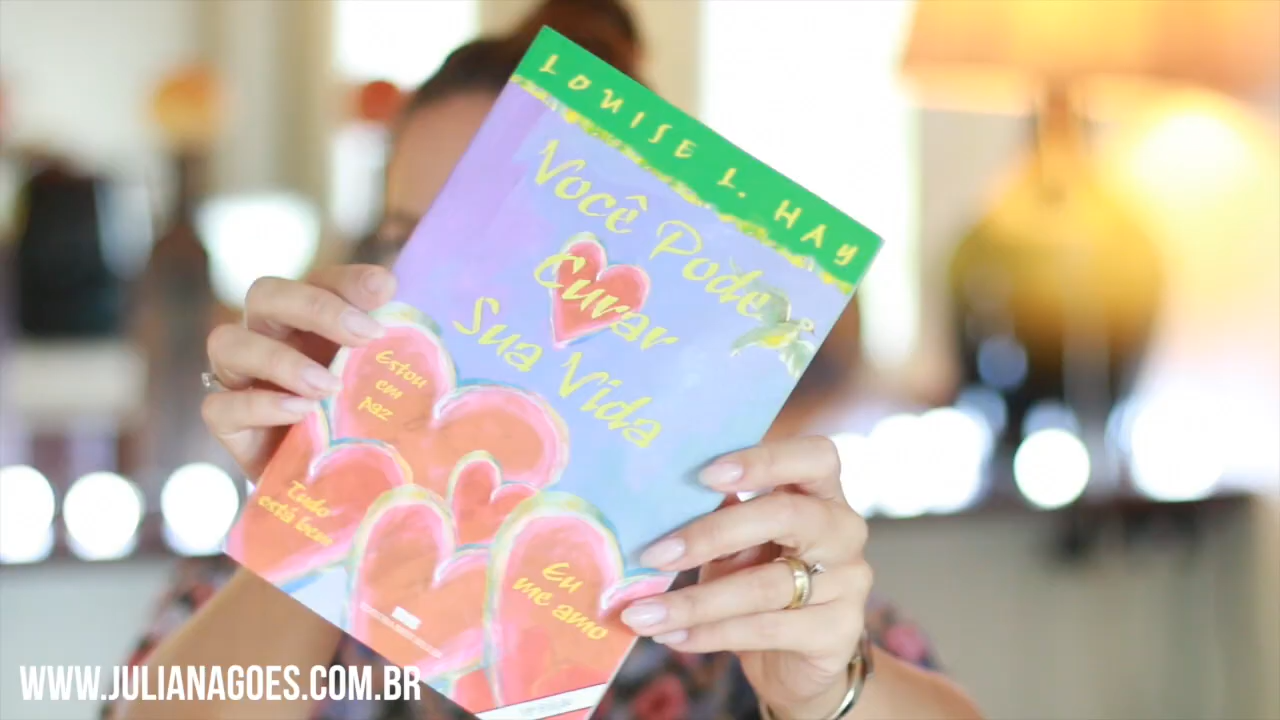 LOUISE L. HAY
Você Pode
Curar
Sua Vida
Estou
em
paz
Tudo
está bem
Eu
me amo
WWW.JULIANAGOES.COM.BR